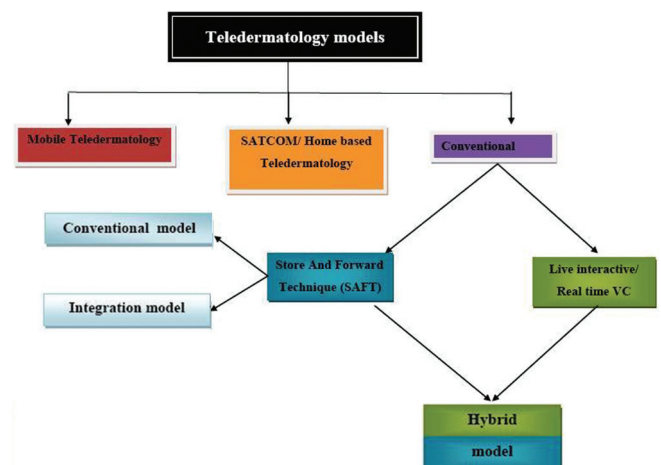 Teledermatology models
Mobile Teledermatology
SATCOM/ Home based
Teledermatology
Conventional
Conventional  model
Integration model
Store And Forward
Technique (SAFT)
Live interactive/
Real time VC
Hybrid
model